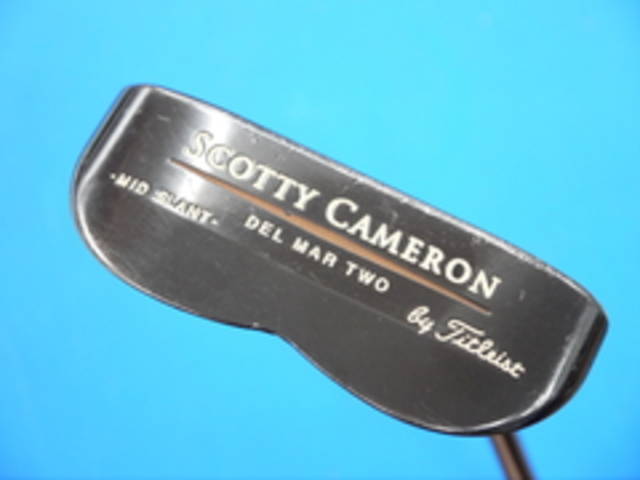 SCOTTY CAMERON
-MID SLANT-
DEL MAR TWO
by Titleist